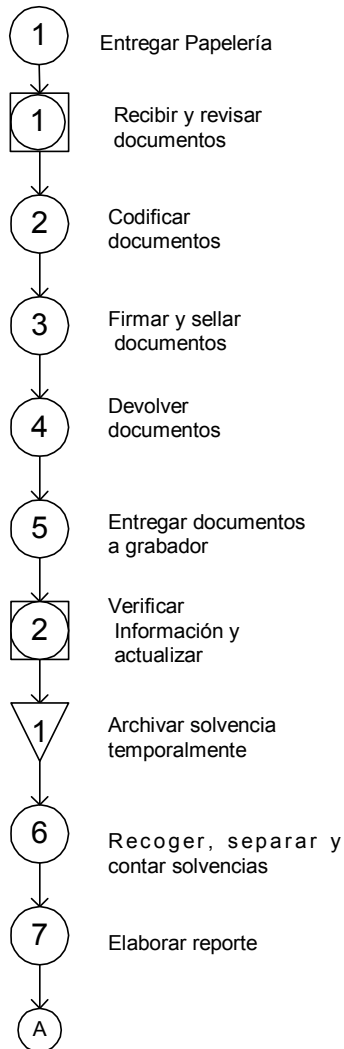 1
Entregar Papelería
1
Recibir y revisar
documentos
2
Codificar
documentos
3
Firmar y sellar
documentos
4
Devolver
documentos
5
Entregar documentos
a grabador
2
Verificar
Información y
actualizar
1
Archivar solvencia
temporalmente
6
Recoger, separar y
contar solvencias
7
Elaborar reporte
A